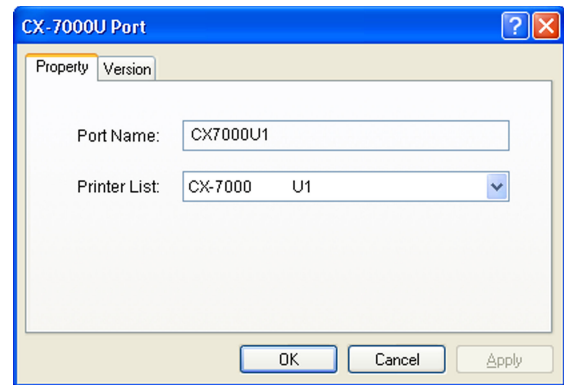 CX-7000U Port
Property Version
Port Name: CX7000U1
Printer List: CX-7000 U1
OK Cancel Apply